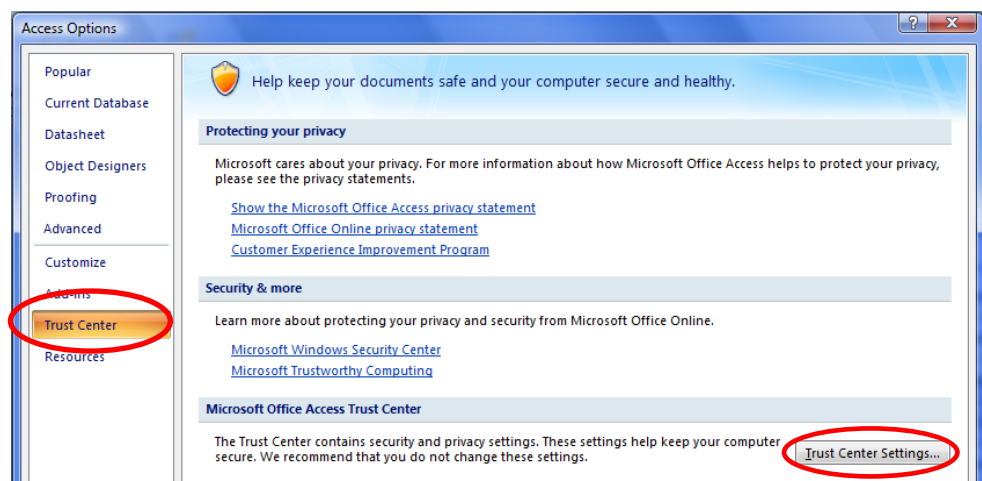 Access Options
?
X
Popular
Current Database
Datasheet
Object Designers
Proofing
Advanced
Customize
Add-Ins
Trust Center
Resources
Help keep your documents safe and your computer secure and healthy.
Protecting your privacy
Microsoft cares about your privacy. For more information about how Microsoft Office Access helps to protect your privacy,
please see the privacy statements.
Show the Microsoft Office Access privacy statement
Microsoft Office Online privacy statement
Customer Experience Improvement Program
Security & more
Learn more about protecting your privacy and security from Microsoft Office Online.
Microsoft Windows Security Center
Microsoft Trustworthy Computing
Microsoft Office Access Trust Center
The Trust Center contains security and privacy settings. These settings help keep your computer
secure. We recommend that you do not change these settings.
Trust Center Settings...